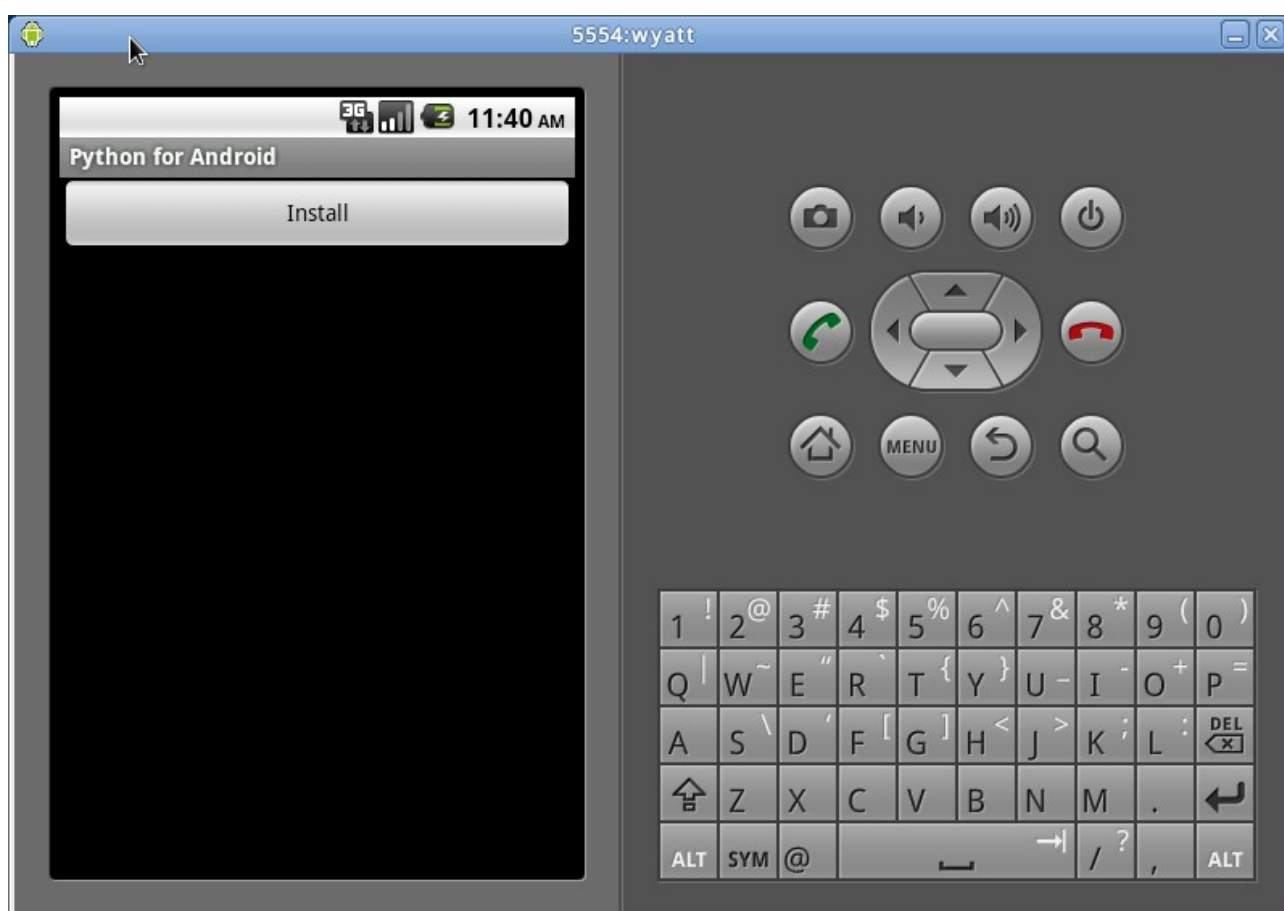 5554:wyatt
3G 11:40 AM
Python for Android
Install
MENU
1 ! 2 @ 3 # 4 $ 5 % 6 ^ 7 & 8 * 9 ( 0 )
Q | W ~ E " R ` T { Y } U _ I - O + P =
A S \ D ' F [ G ] H < J > K ; L : DEL
Z X C V B N M .
ALT SYM @ / ? , ALT